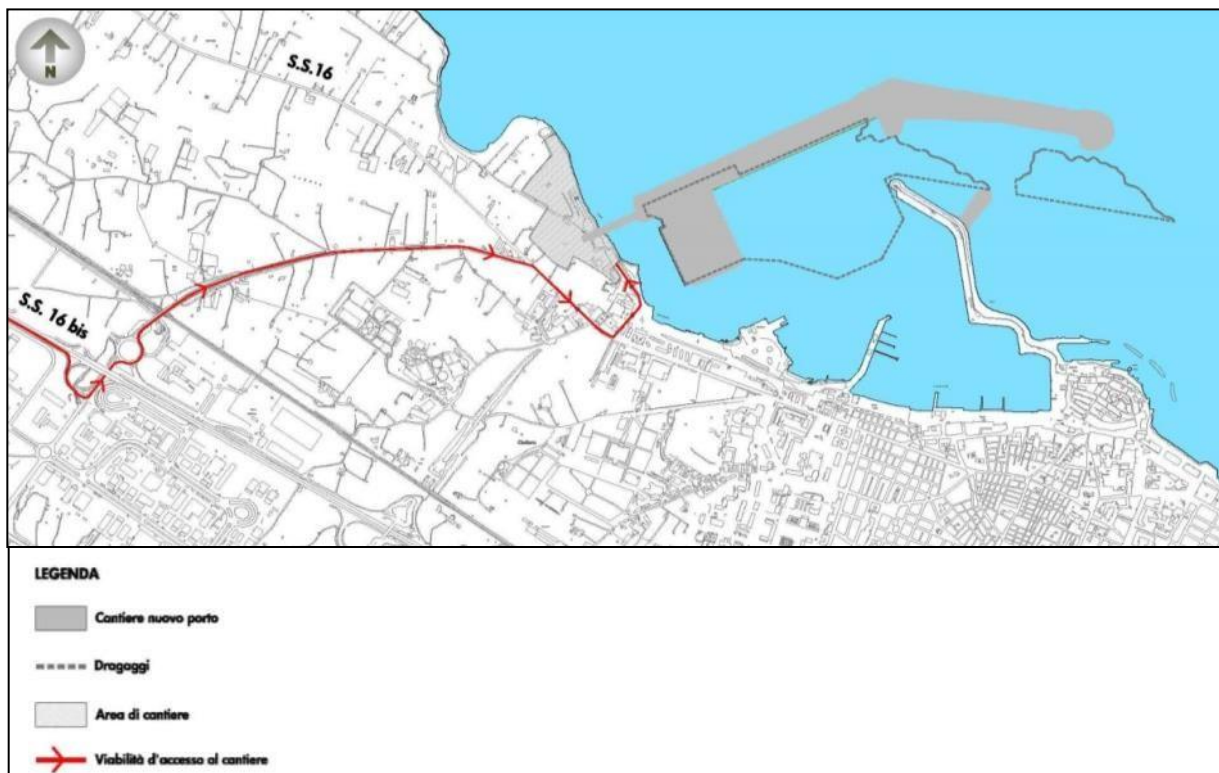 N
S.S.16
S.S. 16 bis
LEGENDA
Cantiere nuovo porto
Dragaggi
Area di cantiere
Viabilità d'accesso al cantiere